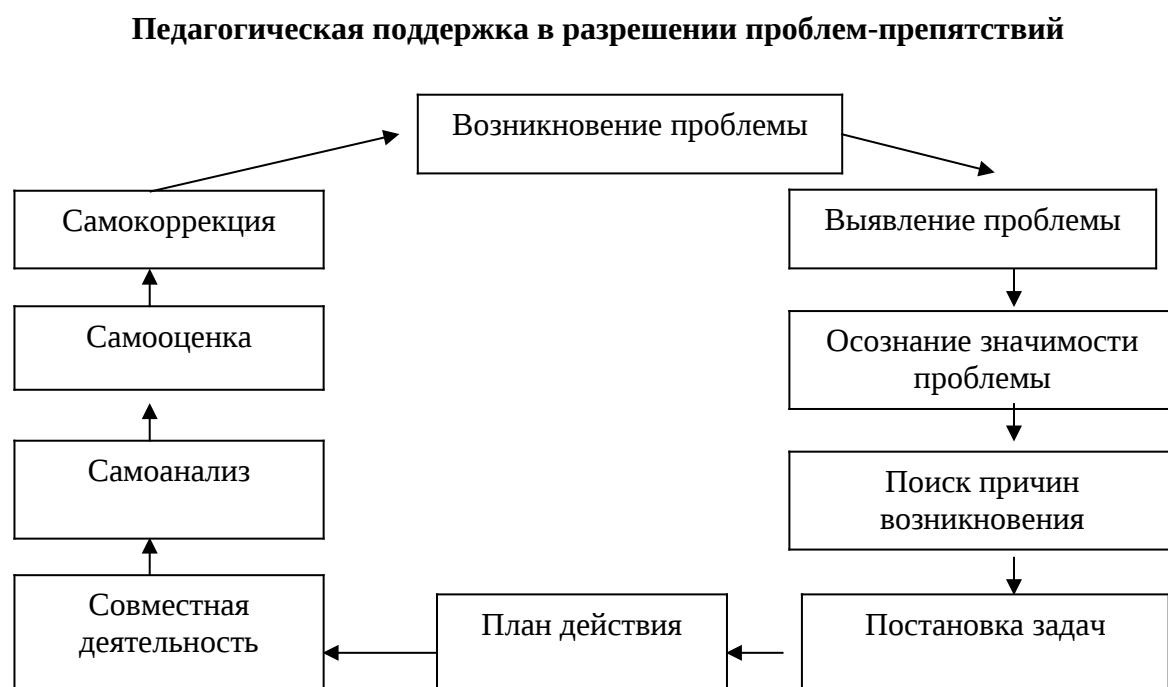 Педагогическая поддержка в разрешении проблем-препятствий
Возникновение проблемы
Выявление проблемы
Осознание значимости
проблемы
Поиск причин
возникновения
Постановка задач
План действия
Совместная
деятельность
Самоанализ
Самооценка
Самокоррекция